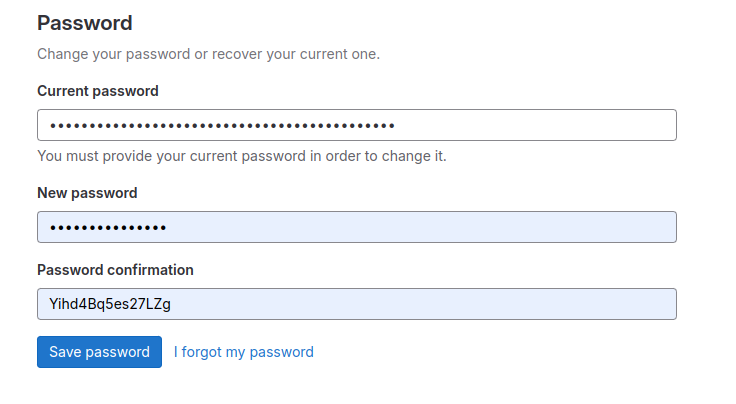 Password
Change your password or recover your current one.
Current password
••••••••••••••••••••••••••••••••••••••••••••
You must provide your current password in order to change it.
New password
•••••••••••••••
Password confirmation
Yihd4Bq5es27LZg
Save password I forgot my password